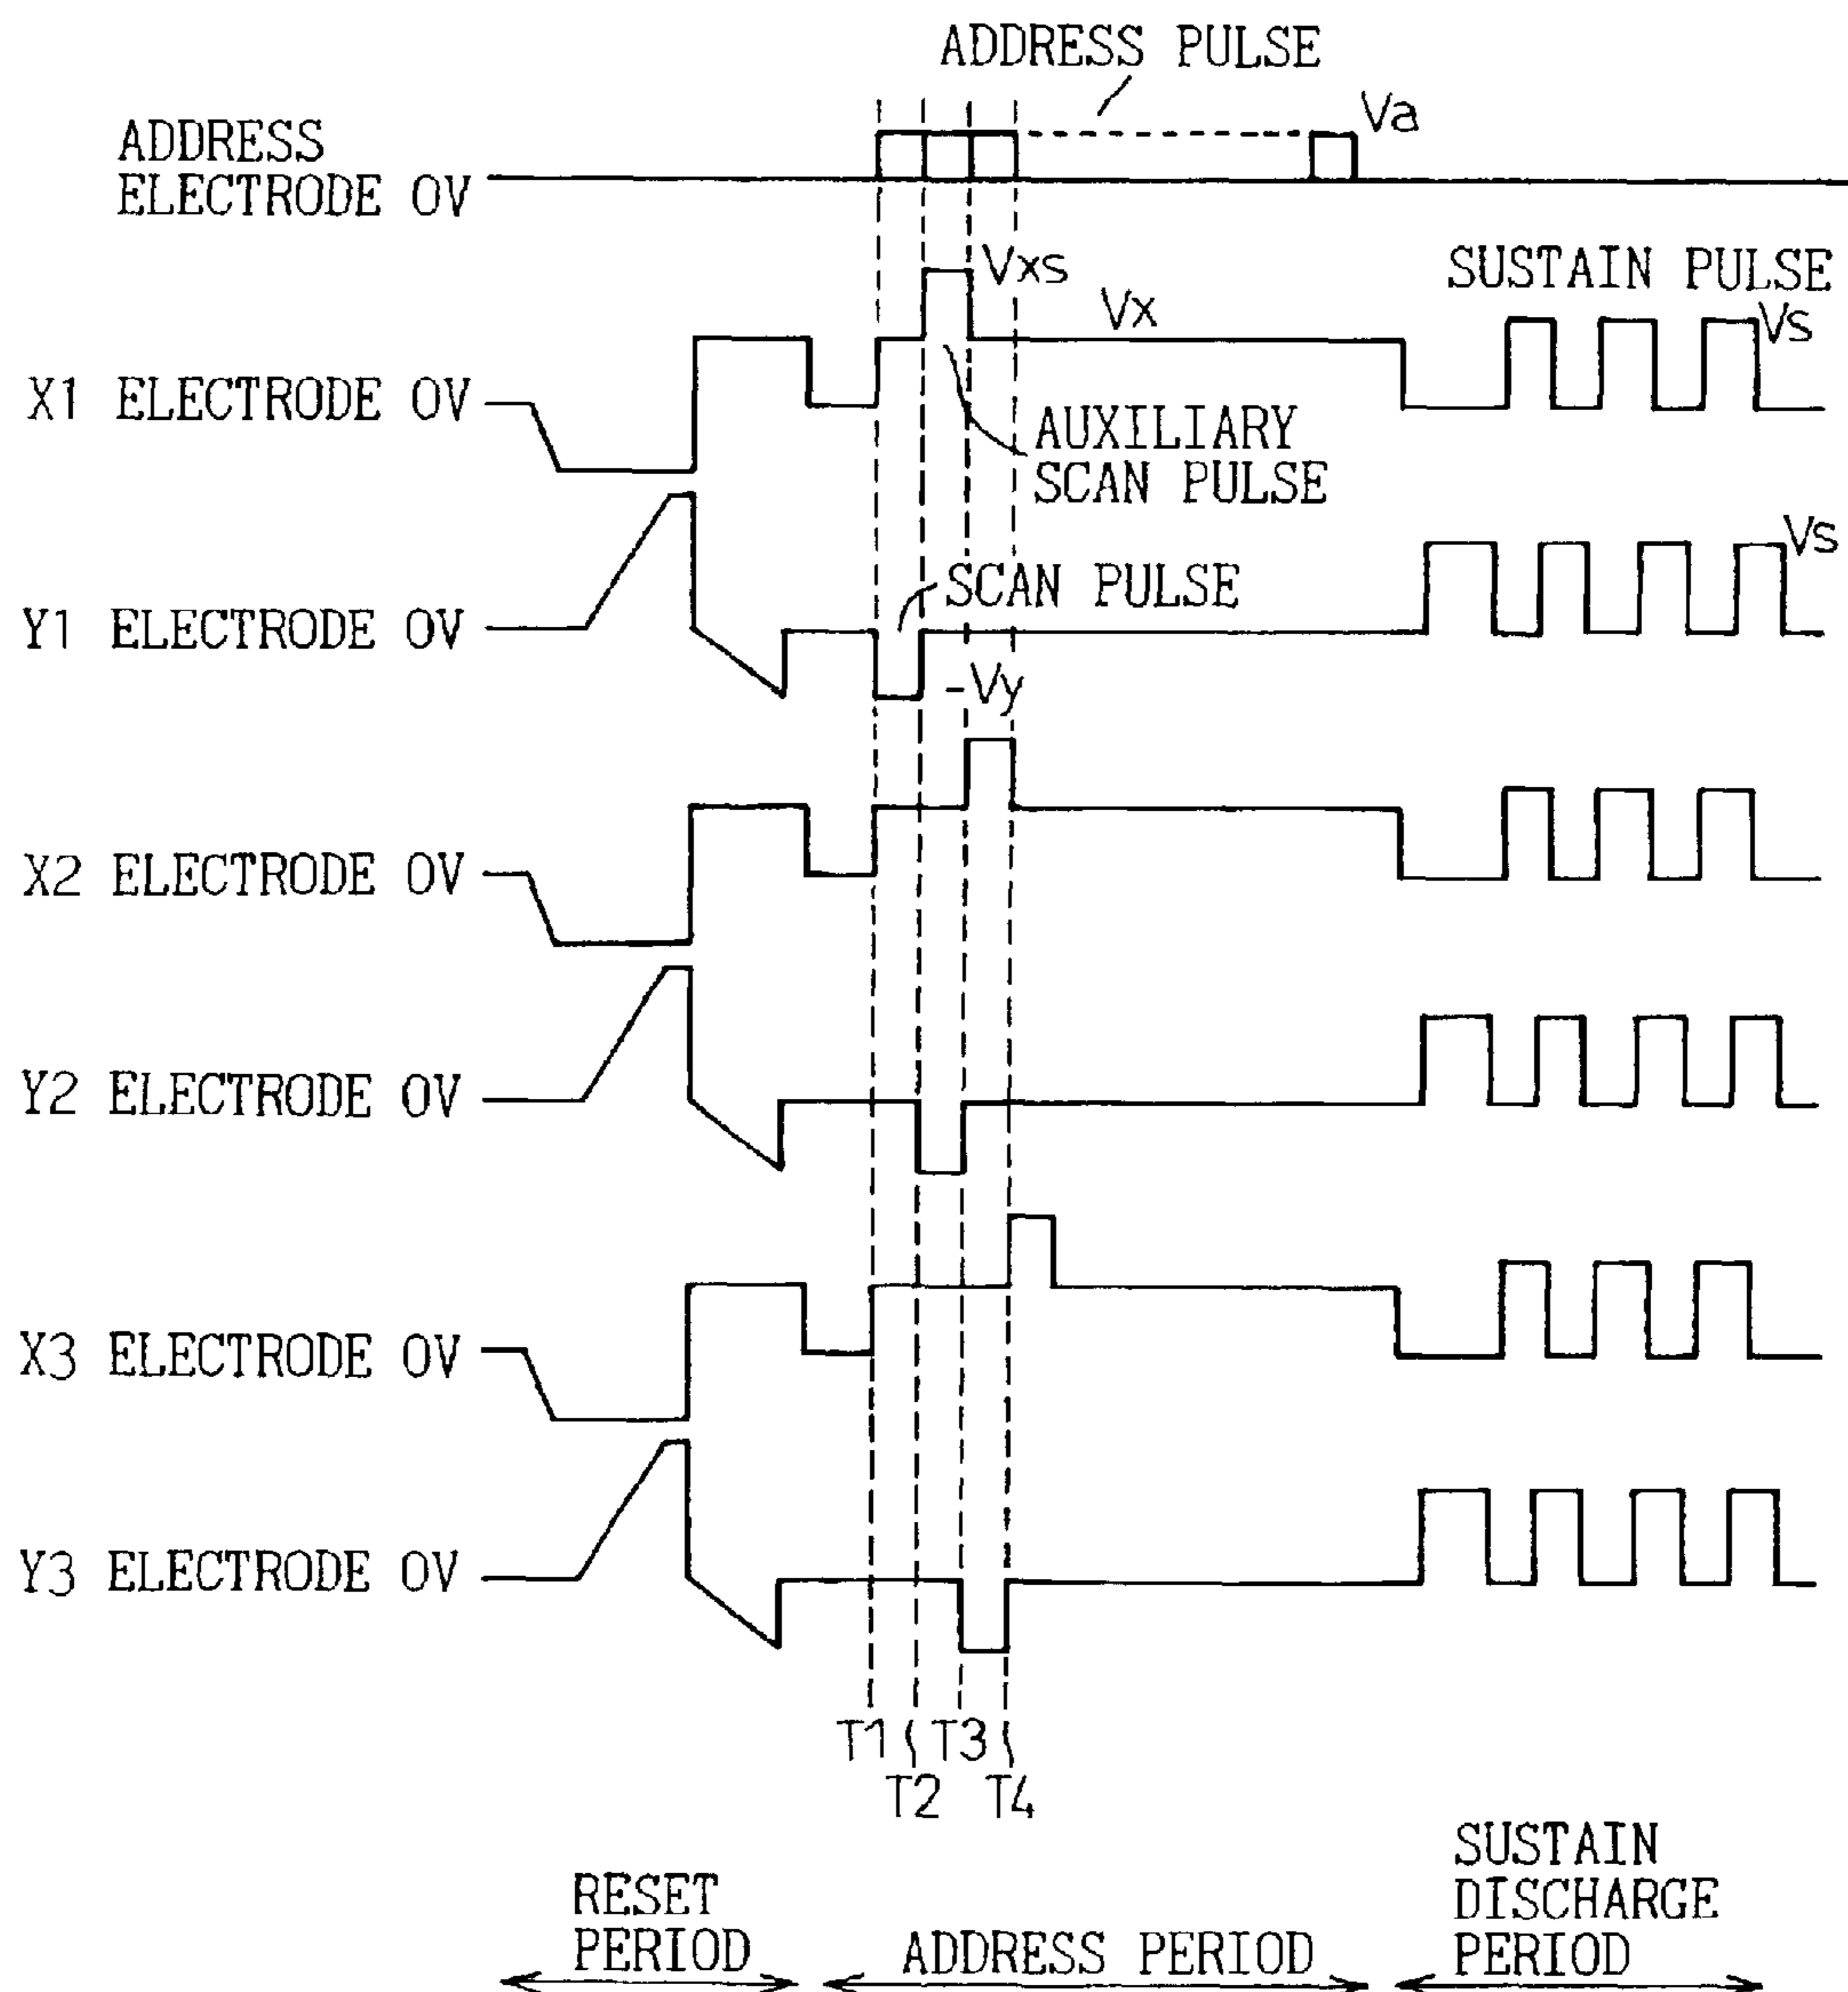 ADDRESS PULSE
Va
ADDRESS
ELECTRODE 0V
Vxs
SUSTAIN PULSE
Vx
Vs
X1 ELECTRODE 0V
AUXILIARY
SCAN PULSE
Vs
SCAN PULSE
Y1 ELECTRODE 0V
-Vy
X2 ELECTRODE 0V
Y2 ELECTRODE 0V
X3 ELECTRODE 0V
Y3 ELECTRODE 0V
T1 T3
T2 T4
RESET
PERIOD
ADDRESS PERIOD
SUSTAIN
DISCHARGE
PERIOD